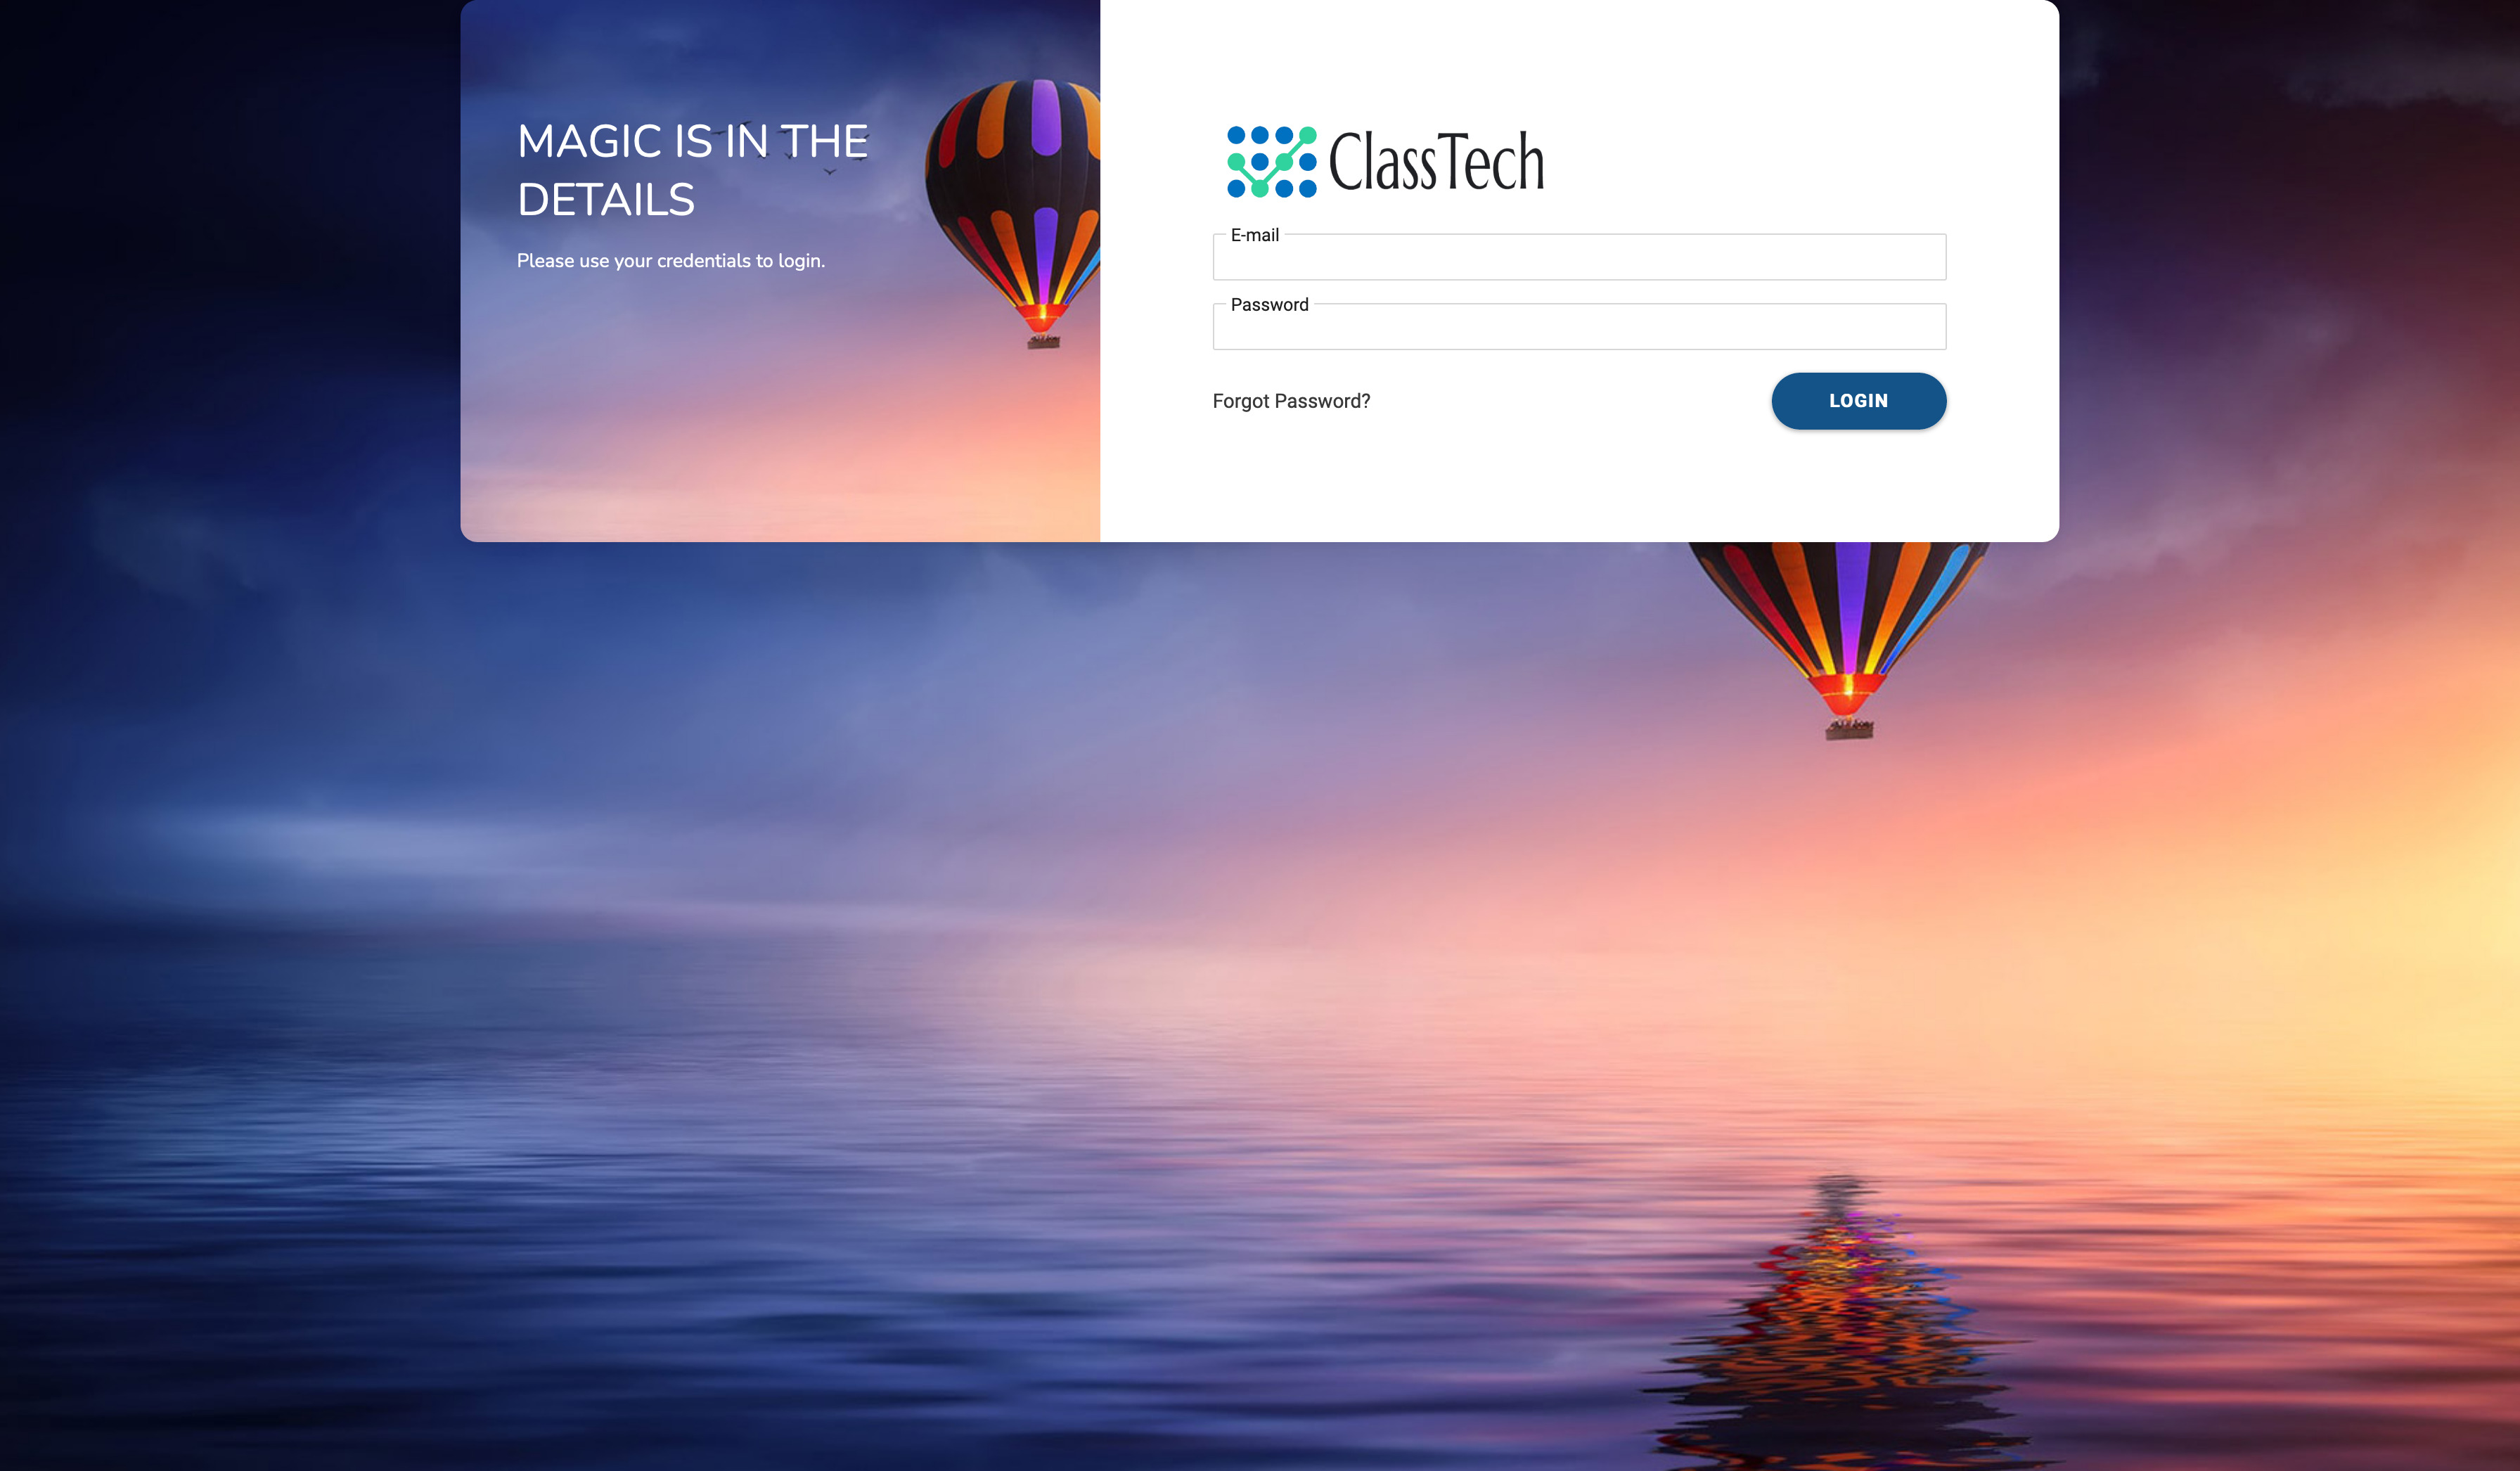 MAGIC IS IN THE
DETAILS
Please use your credentials to login.
ClassTech
E-mail
Password
Forgot Password?
LOGIN